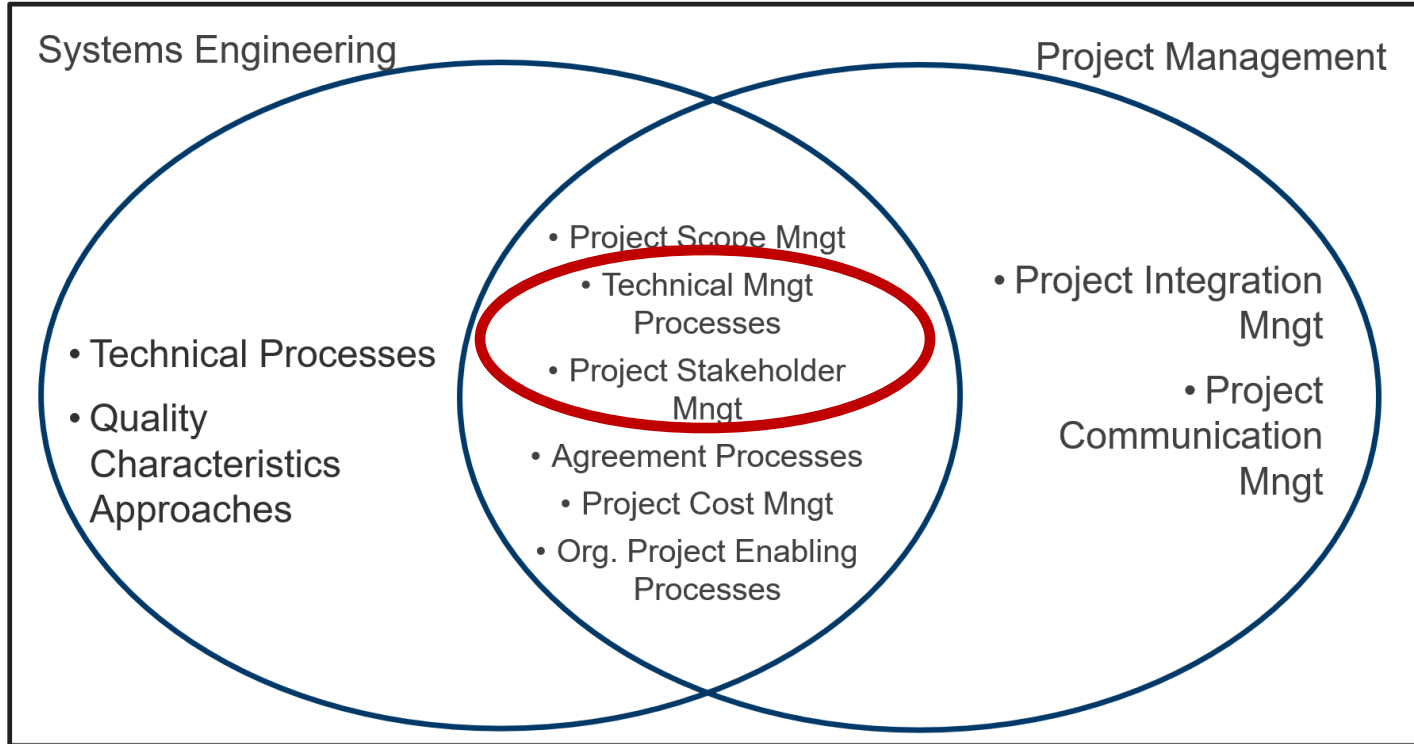 Systems Engineering
Project Management
• Project Scope Mngt
• Technical Mngt
Processes
• Project Stakeholder
Mngt
• Agreement Processes
• Project Cost Mngt
• Org. Project Enabling
Processes
• Technical Processes
• Quality
Characteristics
Approaches
• Project Integration
Mngt
• Project
Communication
Mngt